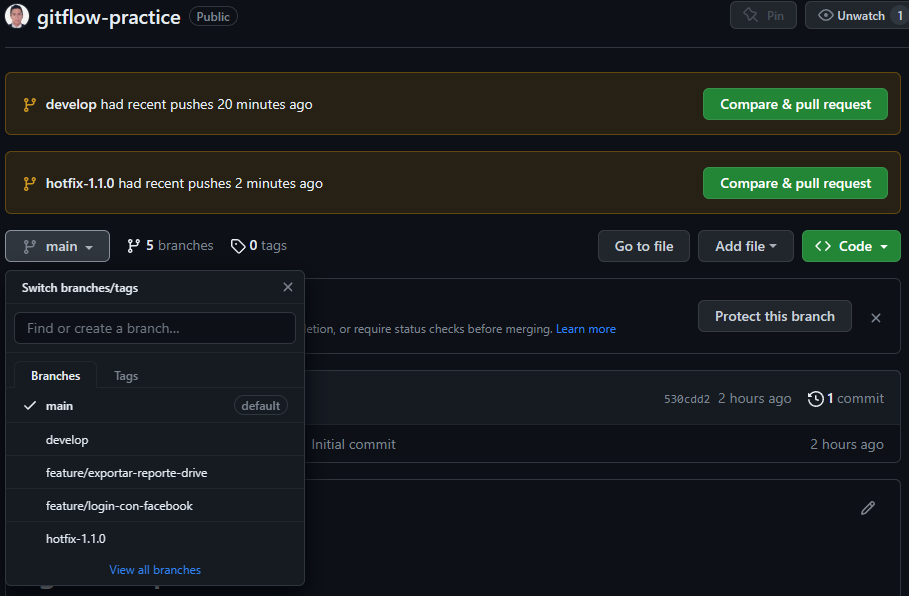 gitflow-practice Public Pin Unwatch 1
develop had recent pushes 20 minutes ago Compare & pull request
hotfix-1.1.0 had recent pushes 2 minutes ago Compare & pull request
main 5 branches 0 tags Go to file Add file Code
Switch branches/tags
Find or create a branch...
letion, or require status checks before merging. Learn more Protect this branch
Branches Tags
main default
530cdd2 2 hours ago 1 commit
develop
Initial commit 2 hours ago
feature/exportar-reporte-drive
feature/login-con-facebook
hotfix-1.1.0
View all branches